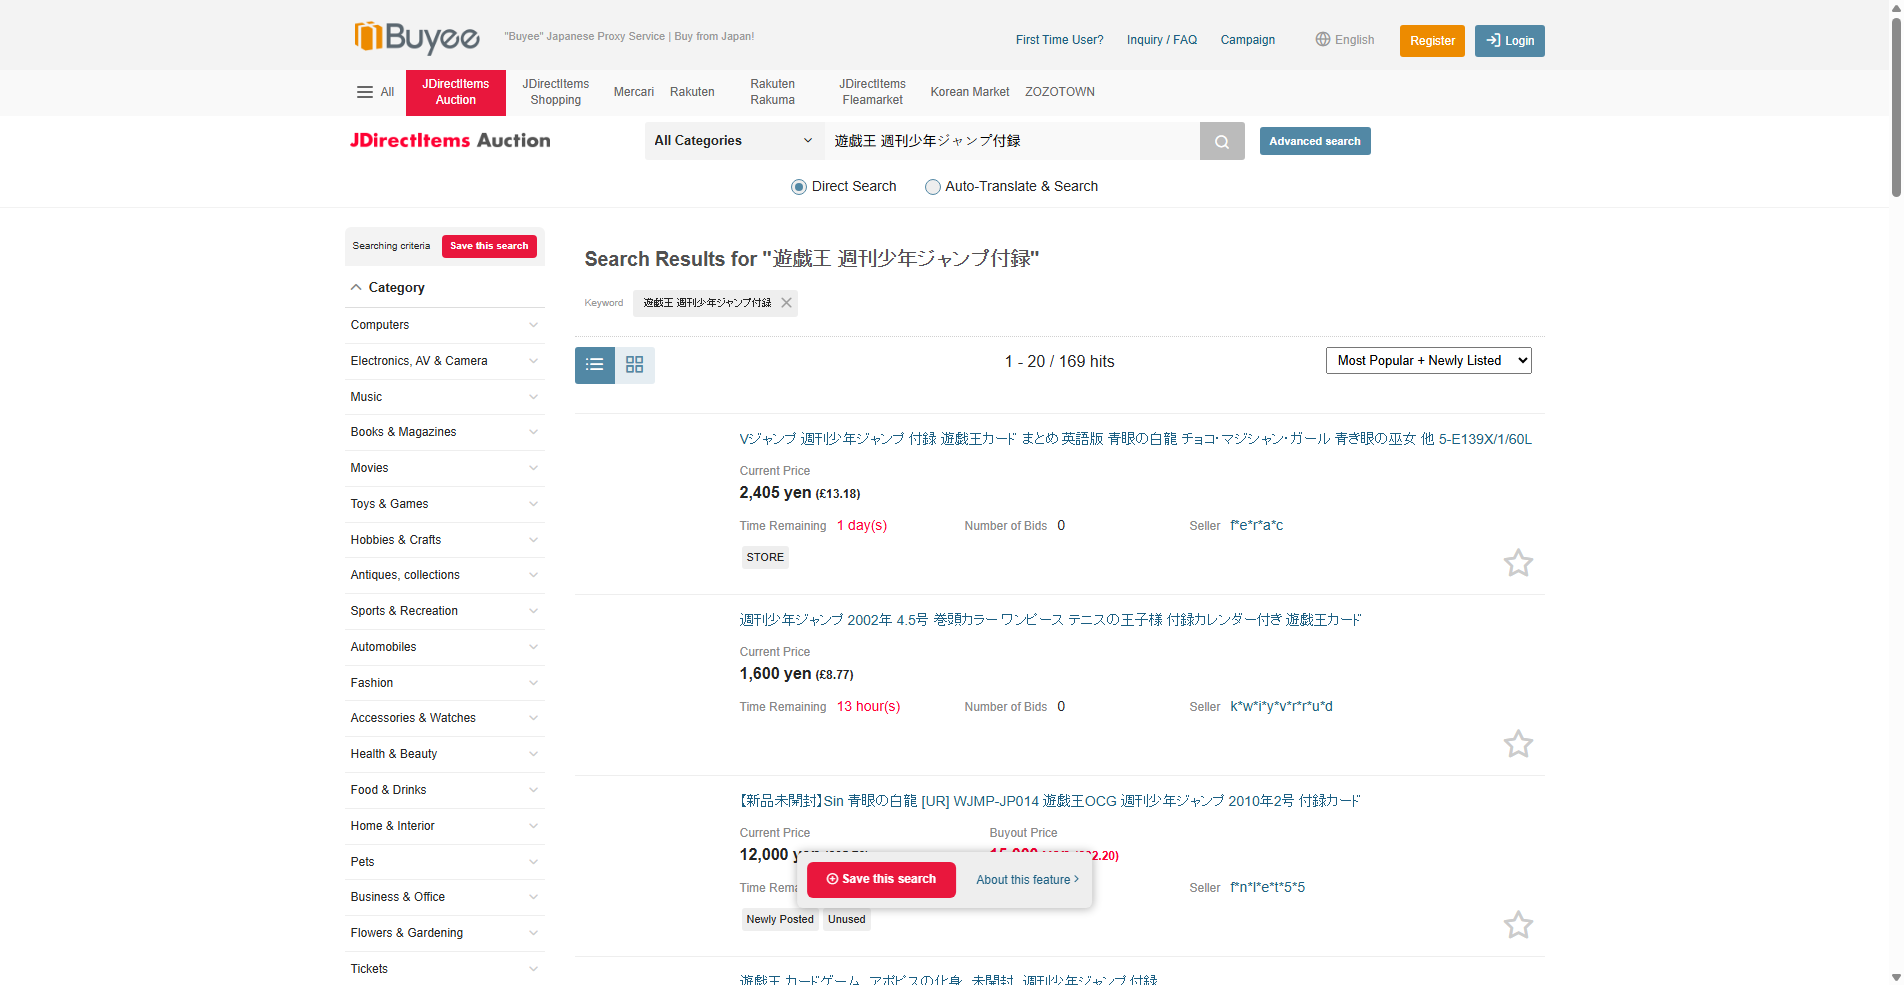 Buyee
"Buyee" Japanese Proxy Service | Buy from Japan!
First Time User?
Inquiry / FAQ
Campaign
English
Register
Login
All
JDirectItems Auction
JDirectItems Shopping
Mercari
Rakuten
Rakuten Rakuma
JDirectItems Fleamarket
Korean Market
ZOZOTOWN
JDirectItems Auction
All Categories
遊戯王 週刊少年ジャンプ付録
Advanced search
Direct Search
Auto-Translate & Search
Searching criteria
Save this search
Category
Computers
Electronics, AV & Camera
Music
Books & Magazines
Movies
Toys & Games
Hobbies & Crafts
Antiques, collections
Sports & Recreation
Automobiles
Fashion
Accessories & Watches
Health & Beauty
Food & Drinks
Home & Interior
Pets
Business & Office
Flowers & Gardening
Tickets
Search Results for "遊戯王 週刊少年ジャンプ付録"
Keyword
遊戯王 週刊少年ジャンプ付録
1 - 20 / 169 hits
Most Popular + Newly Listed
Vジャンプ 週刊少年ジャンプ 付録 遊戯王カード まとめ 英語版 青眼の白龍 チョコ・マジシャン・ガール 青き眼の巫女 他 5-E139X/1/60L
Current Price
2,405 yen (£13.18)
Time Remaining 1 day(s)
Number of Bids 0
Seller f*e*r*a*c
STORE
週刊少年ジャンプ 2002年 4.5号 巻頭カラー ワンピース テニスの王子様 付録カレンダー付き 遊戯王カード
Current Price
1,600 yen (£8.77)
Time Remaining 13 hour(s)
Number of Bids 0
Seller k*w*i*y*v*r*r*u*d
【新品未開封】Sin 青眼の白龍 [UR] WJMP-JP014 遊戯王OCG 週刊少年ジャンプ 2010年2号 付録カード
Current Price
Buyout Price
12,000
2.20)
Time
Seller f*n*l*e*t*5*5
Newly Posted
Unused
Save this search
About this feature
遊戯王 カードゲーム アポピスの化身 未開封 週刊少年ジャンプ 付録